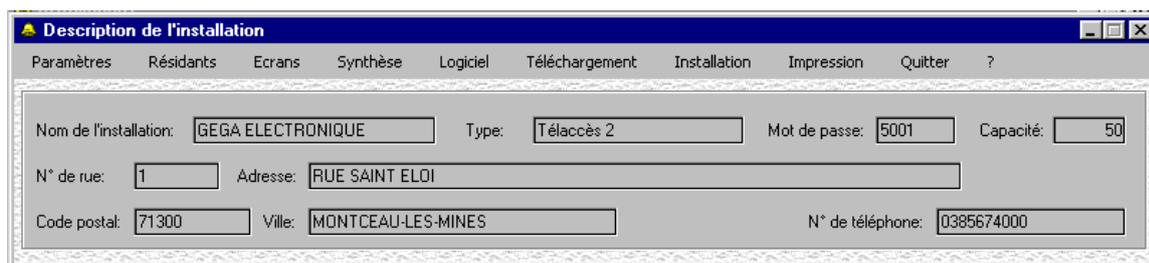 Description de l'installation
Paramètres Résidants Ecrans Synthèse Logiciel Téléchargement Installation Impression Quitter ?
Nom de l'installation: GEGA ELECTRONIQUE Type: Télaccès 2 Mot de passe: 5001 Capacité: 50
N° de rue: 1 Adresse: RUE SAINT ELOI
Code postal: 71300 Ville: MONTCEAU-LES-MINES N° de téléphone: 0385674000